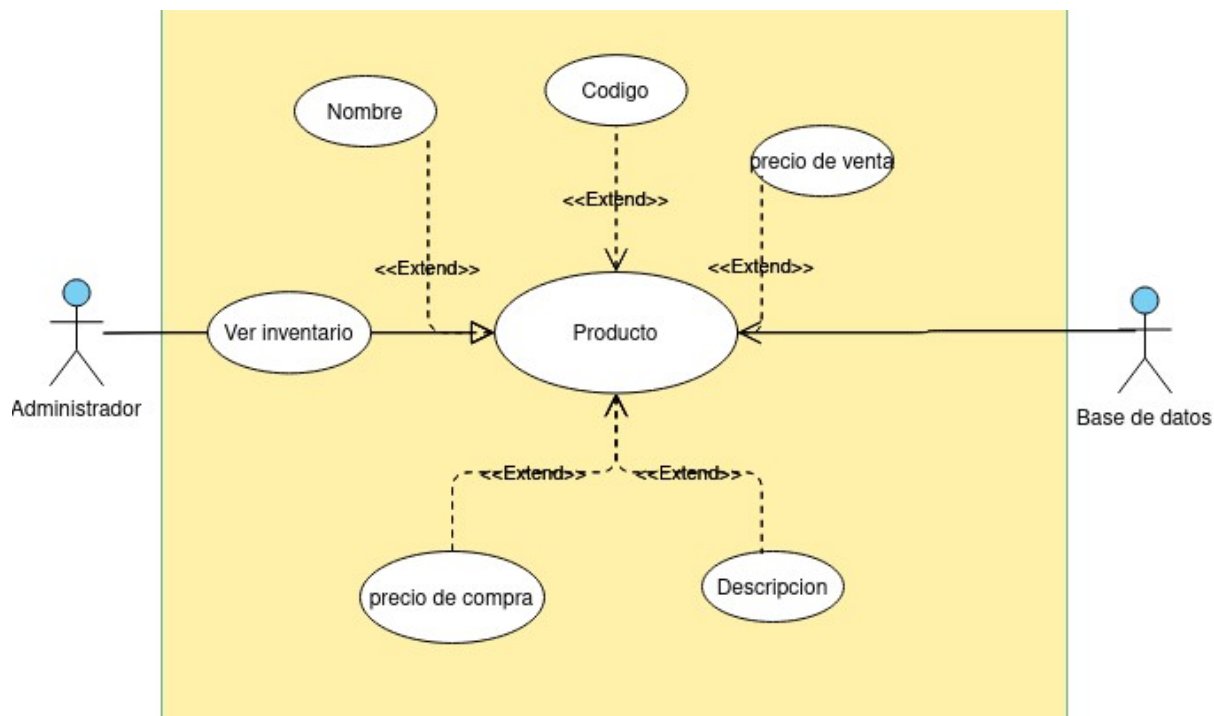 Nombre
Codigo
precio de venta
<<Extend>>
<<Extend>>
<<Extend>>
Ver inventario
Producto
Administrador
Base de datos
<<Extend>>
<<Extend>>
precio de compra
Descripcion